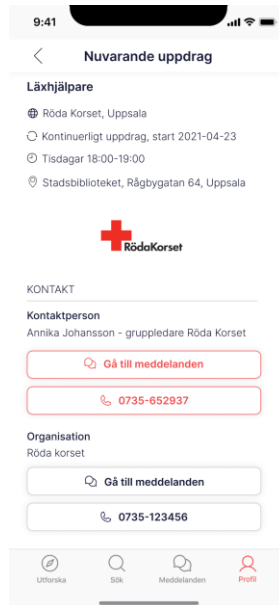 9:41
Nuvarande uppdrag
Läxhjälpare
Röda Korset, Uppsala
Kontinuerligt uppdrag, start 2021-04-23
Tisdagar 18:00-19:00
Stadsbiblioteket, Rågbygatan 64, Uppsala
RödaKorset
KONTAKT
Kontaktperson
Annika Johansson - gruppledare Röda Korset
Gå till meddelanden
0735-652937
Organisation
Röda korset
Gå till meddelanden
0735-123456
Utforska Sök Meddelanden Profil